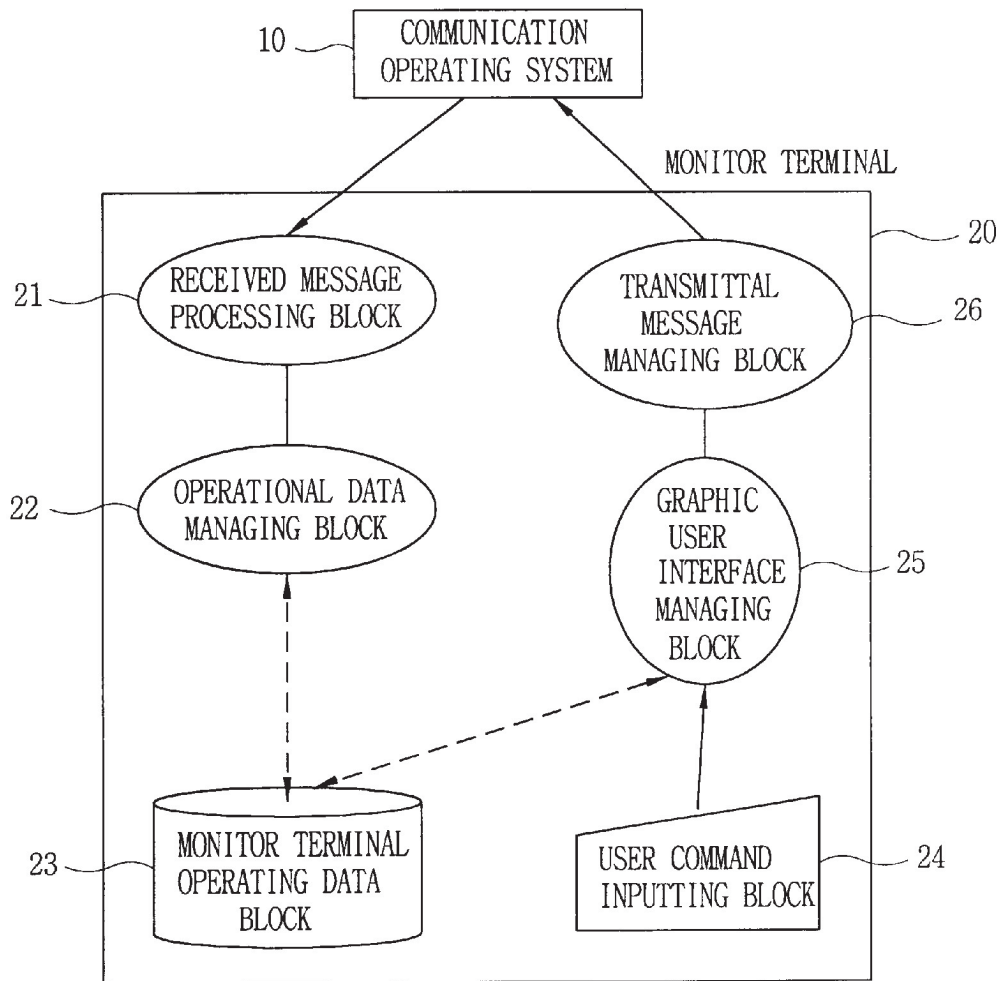 10
COMMUNICATION
OPERATING SYSTEM
MONITOR TERMINAL
20
21
RECEIVED MESSAGE
PROCESSING BLOCK
TRANSMITTAL
MESSAGE
MANAGING BLOCK
26
22
OPERATIONAL DATA
MANAGING BLOCK
GRAPHIC
USER
INTERFACE
MANAGING
BLOCK
25
23
MONITOR TERMINAL
OPERATING DATA
BLOCK
USER COMMAND
INPUTTING BLOCK
24